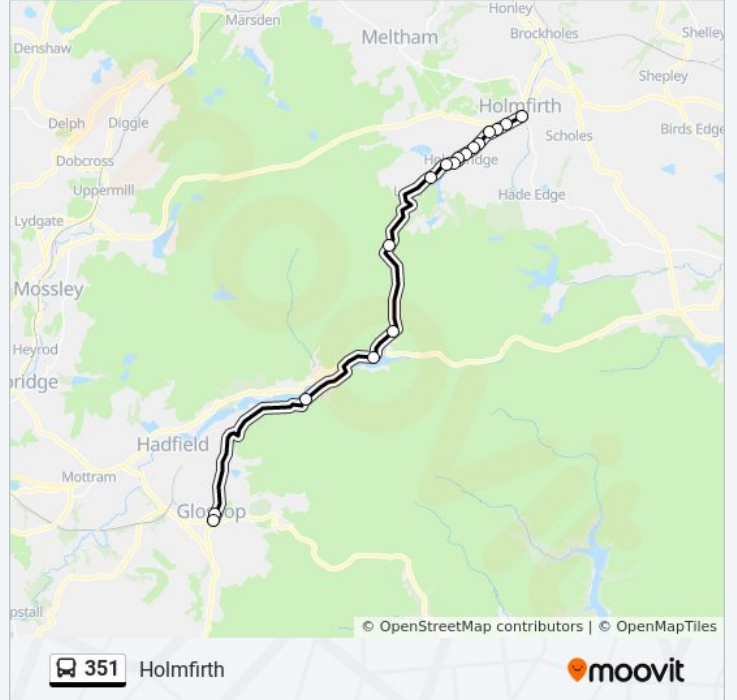 Honley
Marsden
Brockholes
Shelley
Meltham
Denshaw
Shepley
Holmfirth
Delph
Diggle
Birds Edge
Scholes
Dobcross
Uppermill
Hade Edge
Lydgate
Mossley
Heyrod
bridge
Hadfield
Mottram
Glossop
pstall
© OpenStreetMap contributors | © OpenMapTiles
351 Holmfirth
moovit